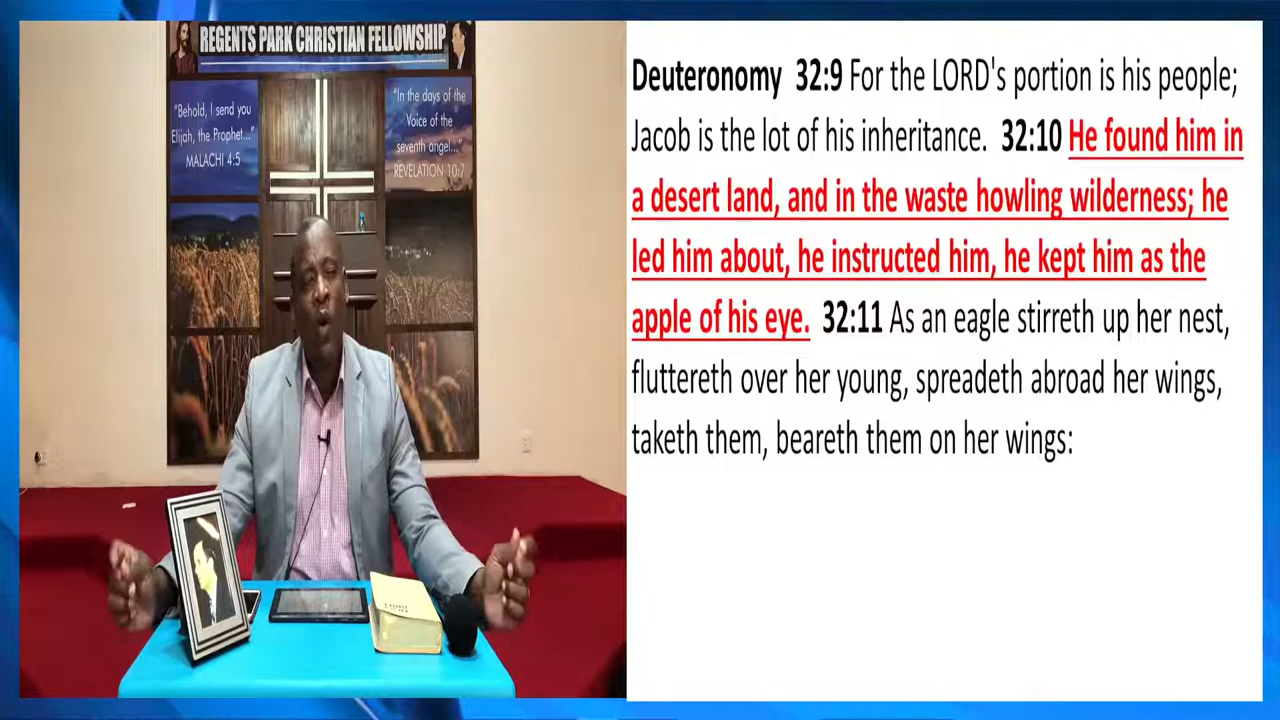 REGENTS PARK CHRISTIAN FELLOWSHIP
"Behold, I send you
Elijah, the Prophet..."
MALACHI 4:5
"In the days of the
Voice of the
seventh angel..."
REVELATION 10:7
Deuteronomy 32:9 For the LORD's portion is his people;
Jacob is the lot of his inheritance. 32:10 He found him in
a desert land, and in the waste howling wilderness; he
led him about, he instructed him, he kept him as the
apple of his eye. 32:11 As an eagle stirreth up her nest,
fluttereth over her young, spreadeth abroad her wings,
taketh them, beareth them on her wings: